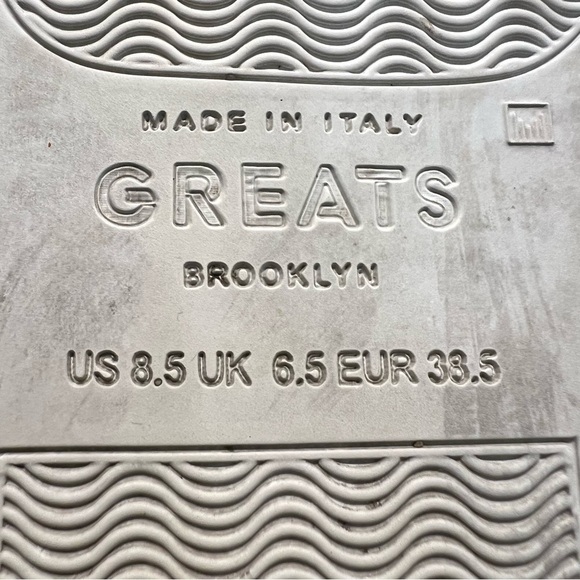 MADE IN ITALY
GREATS
BROOKLYN
US 8.5 UK 6.5 EUR 38.5